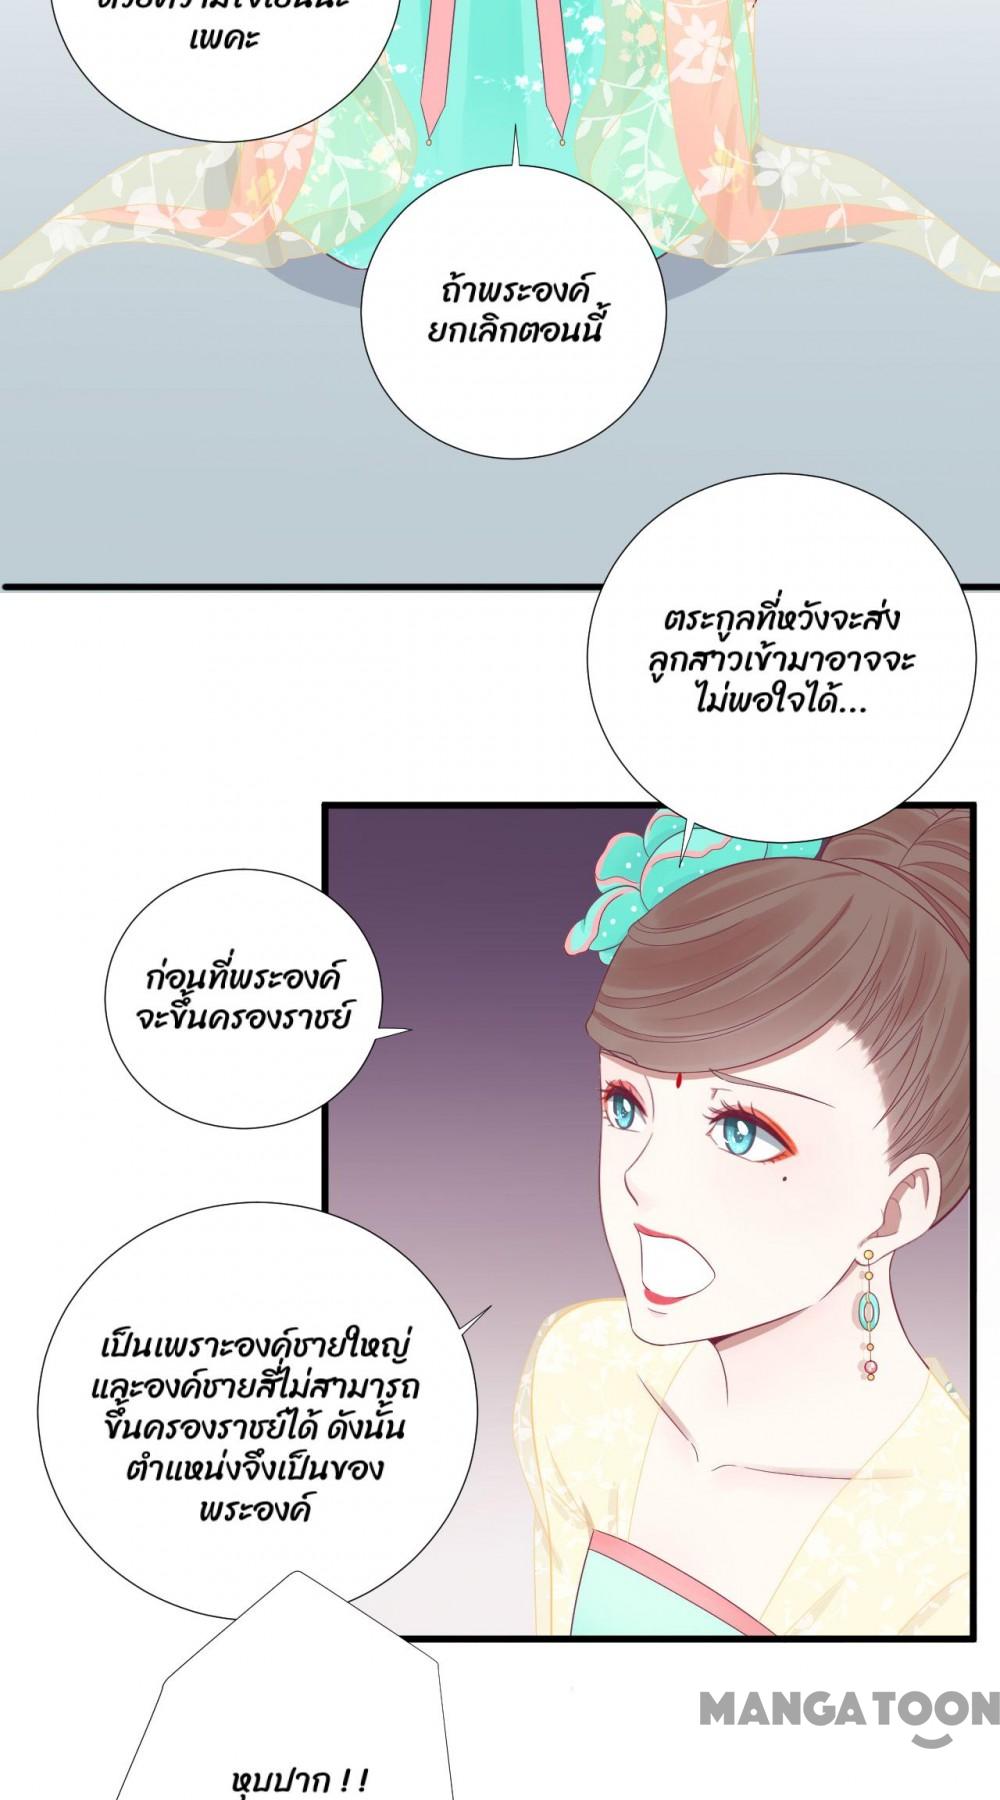 เพคะ
ถ้าพระองค์
ยกเลิกตอนนี้
ตระกูลที่หวังจะส่ง
ลูกสาวเข้ามาอาจจะ
ไม่พอใจได้...
ก่อนที่พระองค์
จะขึ้นครองราชย์
เป็นเพราะองค์ชายใหญ่
และองค์ชายสี่ไม่สามารถ
ขึ้นครองราชย์ได้ ดังนั้น
ตำแหน่งจึงเป็นของ
พระองค์
MANGATOON
หุบปาก ! !